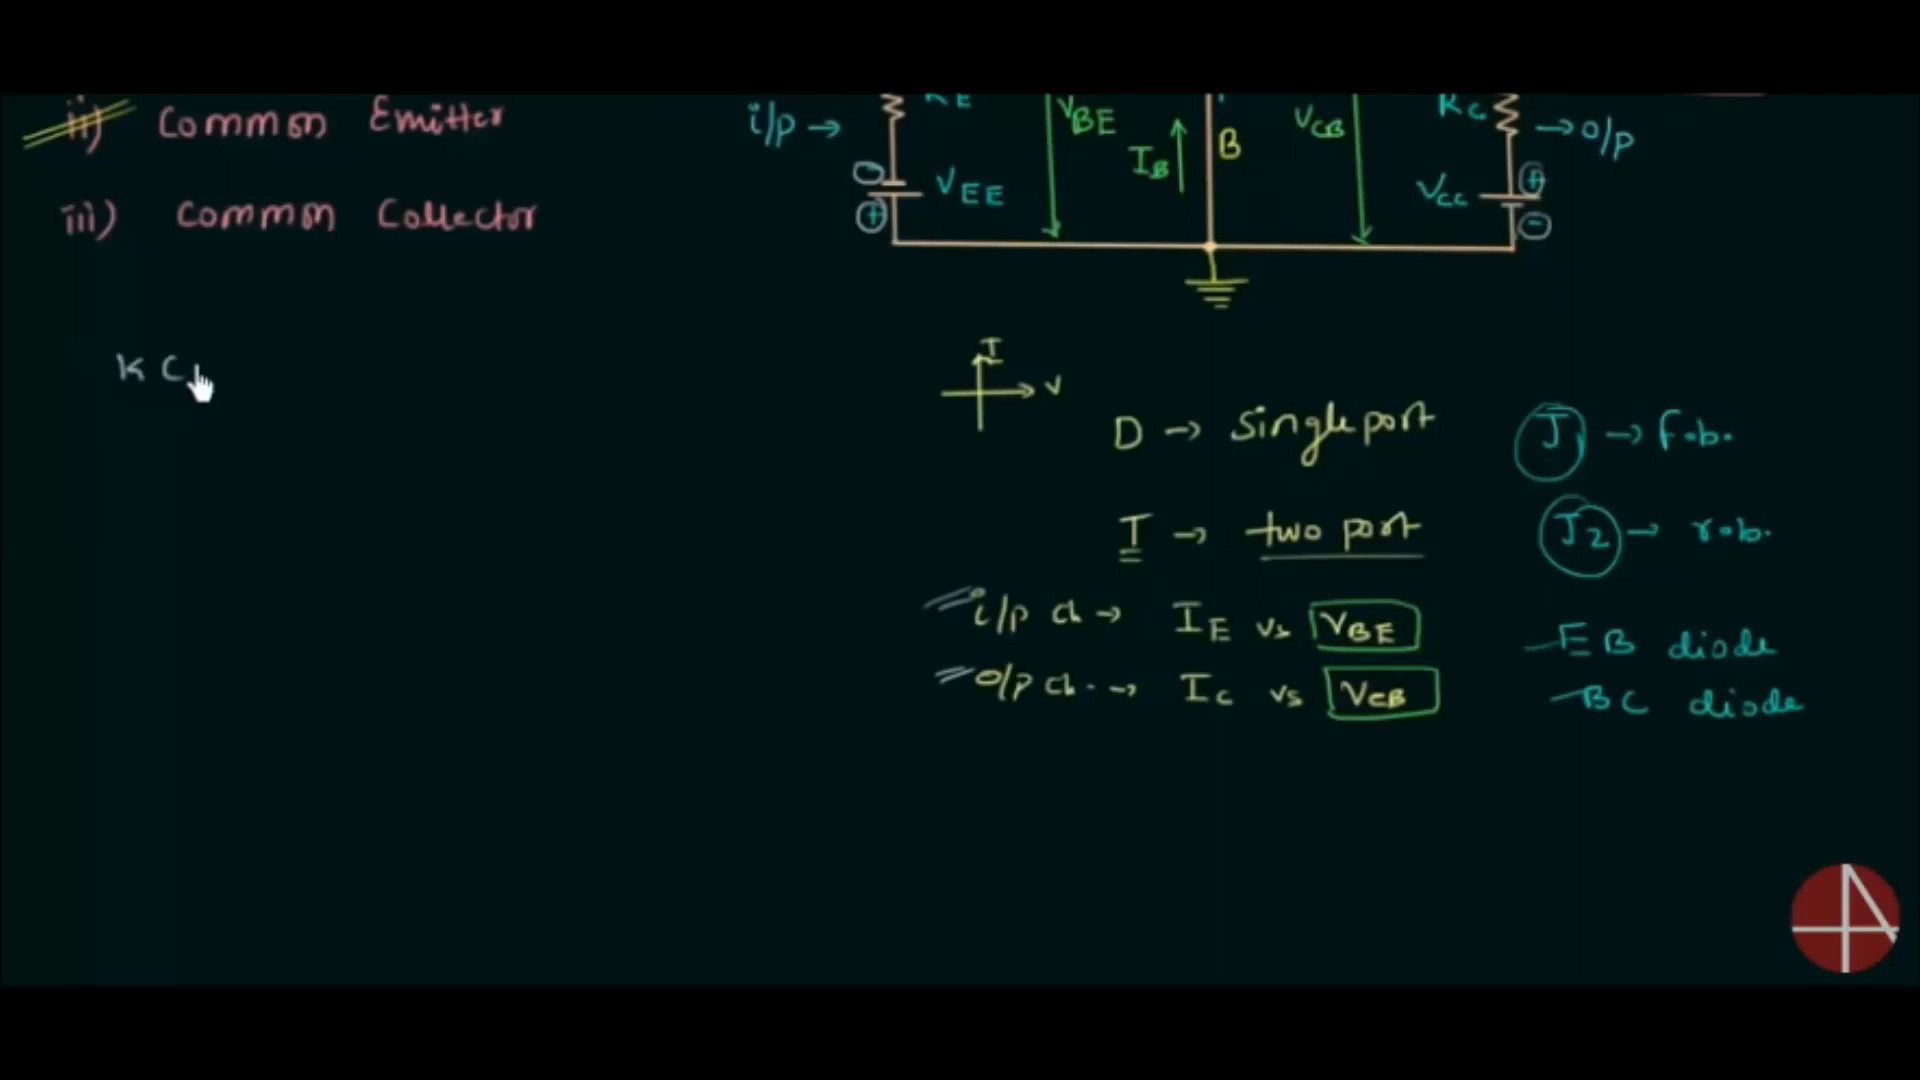 ii) Common Emitter
iii) Common Collector
i/p → RE VBE IB B VCB RC → o/p
VEE VCC
K C
I
V
D → Single port
T → two port
i/p ch → IE vs VBE
o/p ch. → IC vs VCB
J1 → f.b.
J2 → r.b.
EB diode
BC diode